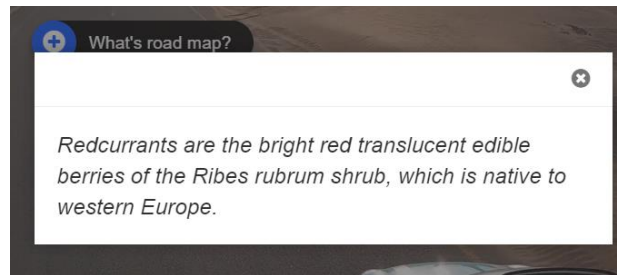 What's road map?
Redcurrants are the bright red translucent edible
berries of the Ribes rubrum shrub, which is native to
western Europe.